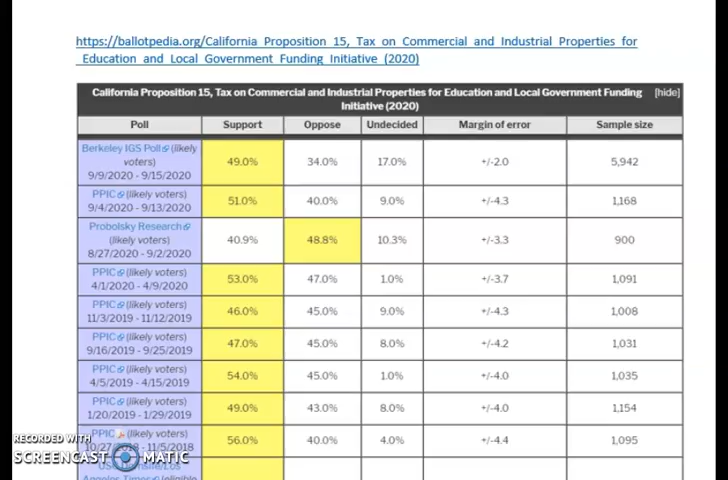 https://ballotpedia.org/California_Proposition_15,_Tax_on_Commercial_and_Industrial_Properties_for
_Education_and_Local_Government_Funding_Initiative_(2020)
California Proposition 15, Tax on Commercial and Industrial Properties for Education and Local Government Funding [hide]
Initiative (2020)
Poll Support Oppose Undecided Margin of error Sample size
Berkeley IGS Poll (likely
voters) 49.0% 34.0% 17.0% +/-2.0 5,942
9/9/2020 - 9/15/2020
PPIC (likely voters) 51.0% 40.0% 9.0% +/-4.3 1,168
9/4/2020 - 9/13/2020
Probolsky Research
(likely voters) 40.9% 48.8% 10.3% +/-3.3 900
8/27/2020 - 9/2/2020
PPIC (likely voters) 53.0% 47.0% 1.0% +/-3.7 1,091
4/1/2020 - 4/9/2020
PPIC (likely voters) 46.0% 45.0% 9.0% +/-4.3 1,008
11/3/2019 - 11/12/2019
PPIC (likely voters) 47.0% 45.0% 8.0% +/-4.2 1,031
9/16/2019 - 9/25/2019
PPIC (likely voters) 54.0% 45.0% 1.0% +/-4.0 1,035
4/5/2019 - 4/15/2019
PPIC (likely voters) 49.0% 43.0% 8.0% +/-4.0 1,154
1/20/2019 - 1/29/2019
PPIC (likely voters) 56.0% 40.0% 4.0% +/-4.4 1,095
10/27/2018 - 11/5/2018
RECORDED WITH
SCREENCAST MATIC
Angeles Times (eligible